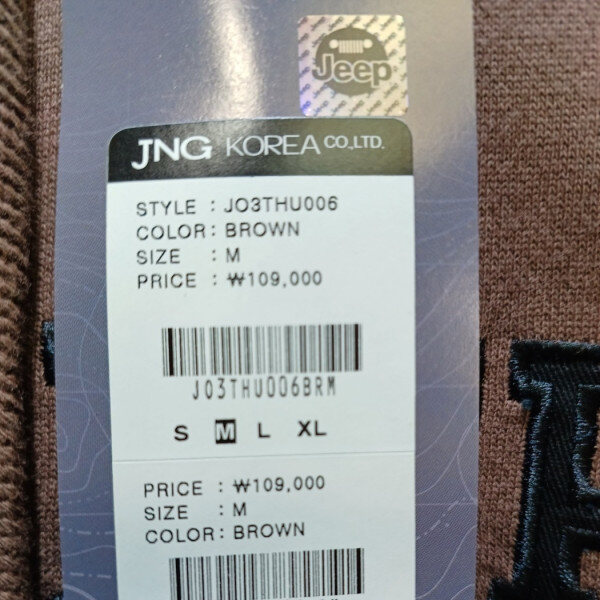 Jeep
JNG KOREA CO.,LTD.
STYLE : JO3THU006
COLOR : BROWN
SIZE : M
PRICE : ₩109,000
JO3THU006BRM
S M L XL
PRICE : ₩109,000
SIZE : M
COLOR : BROWN